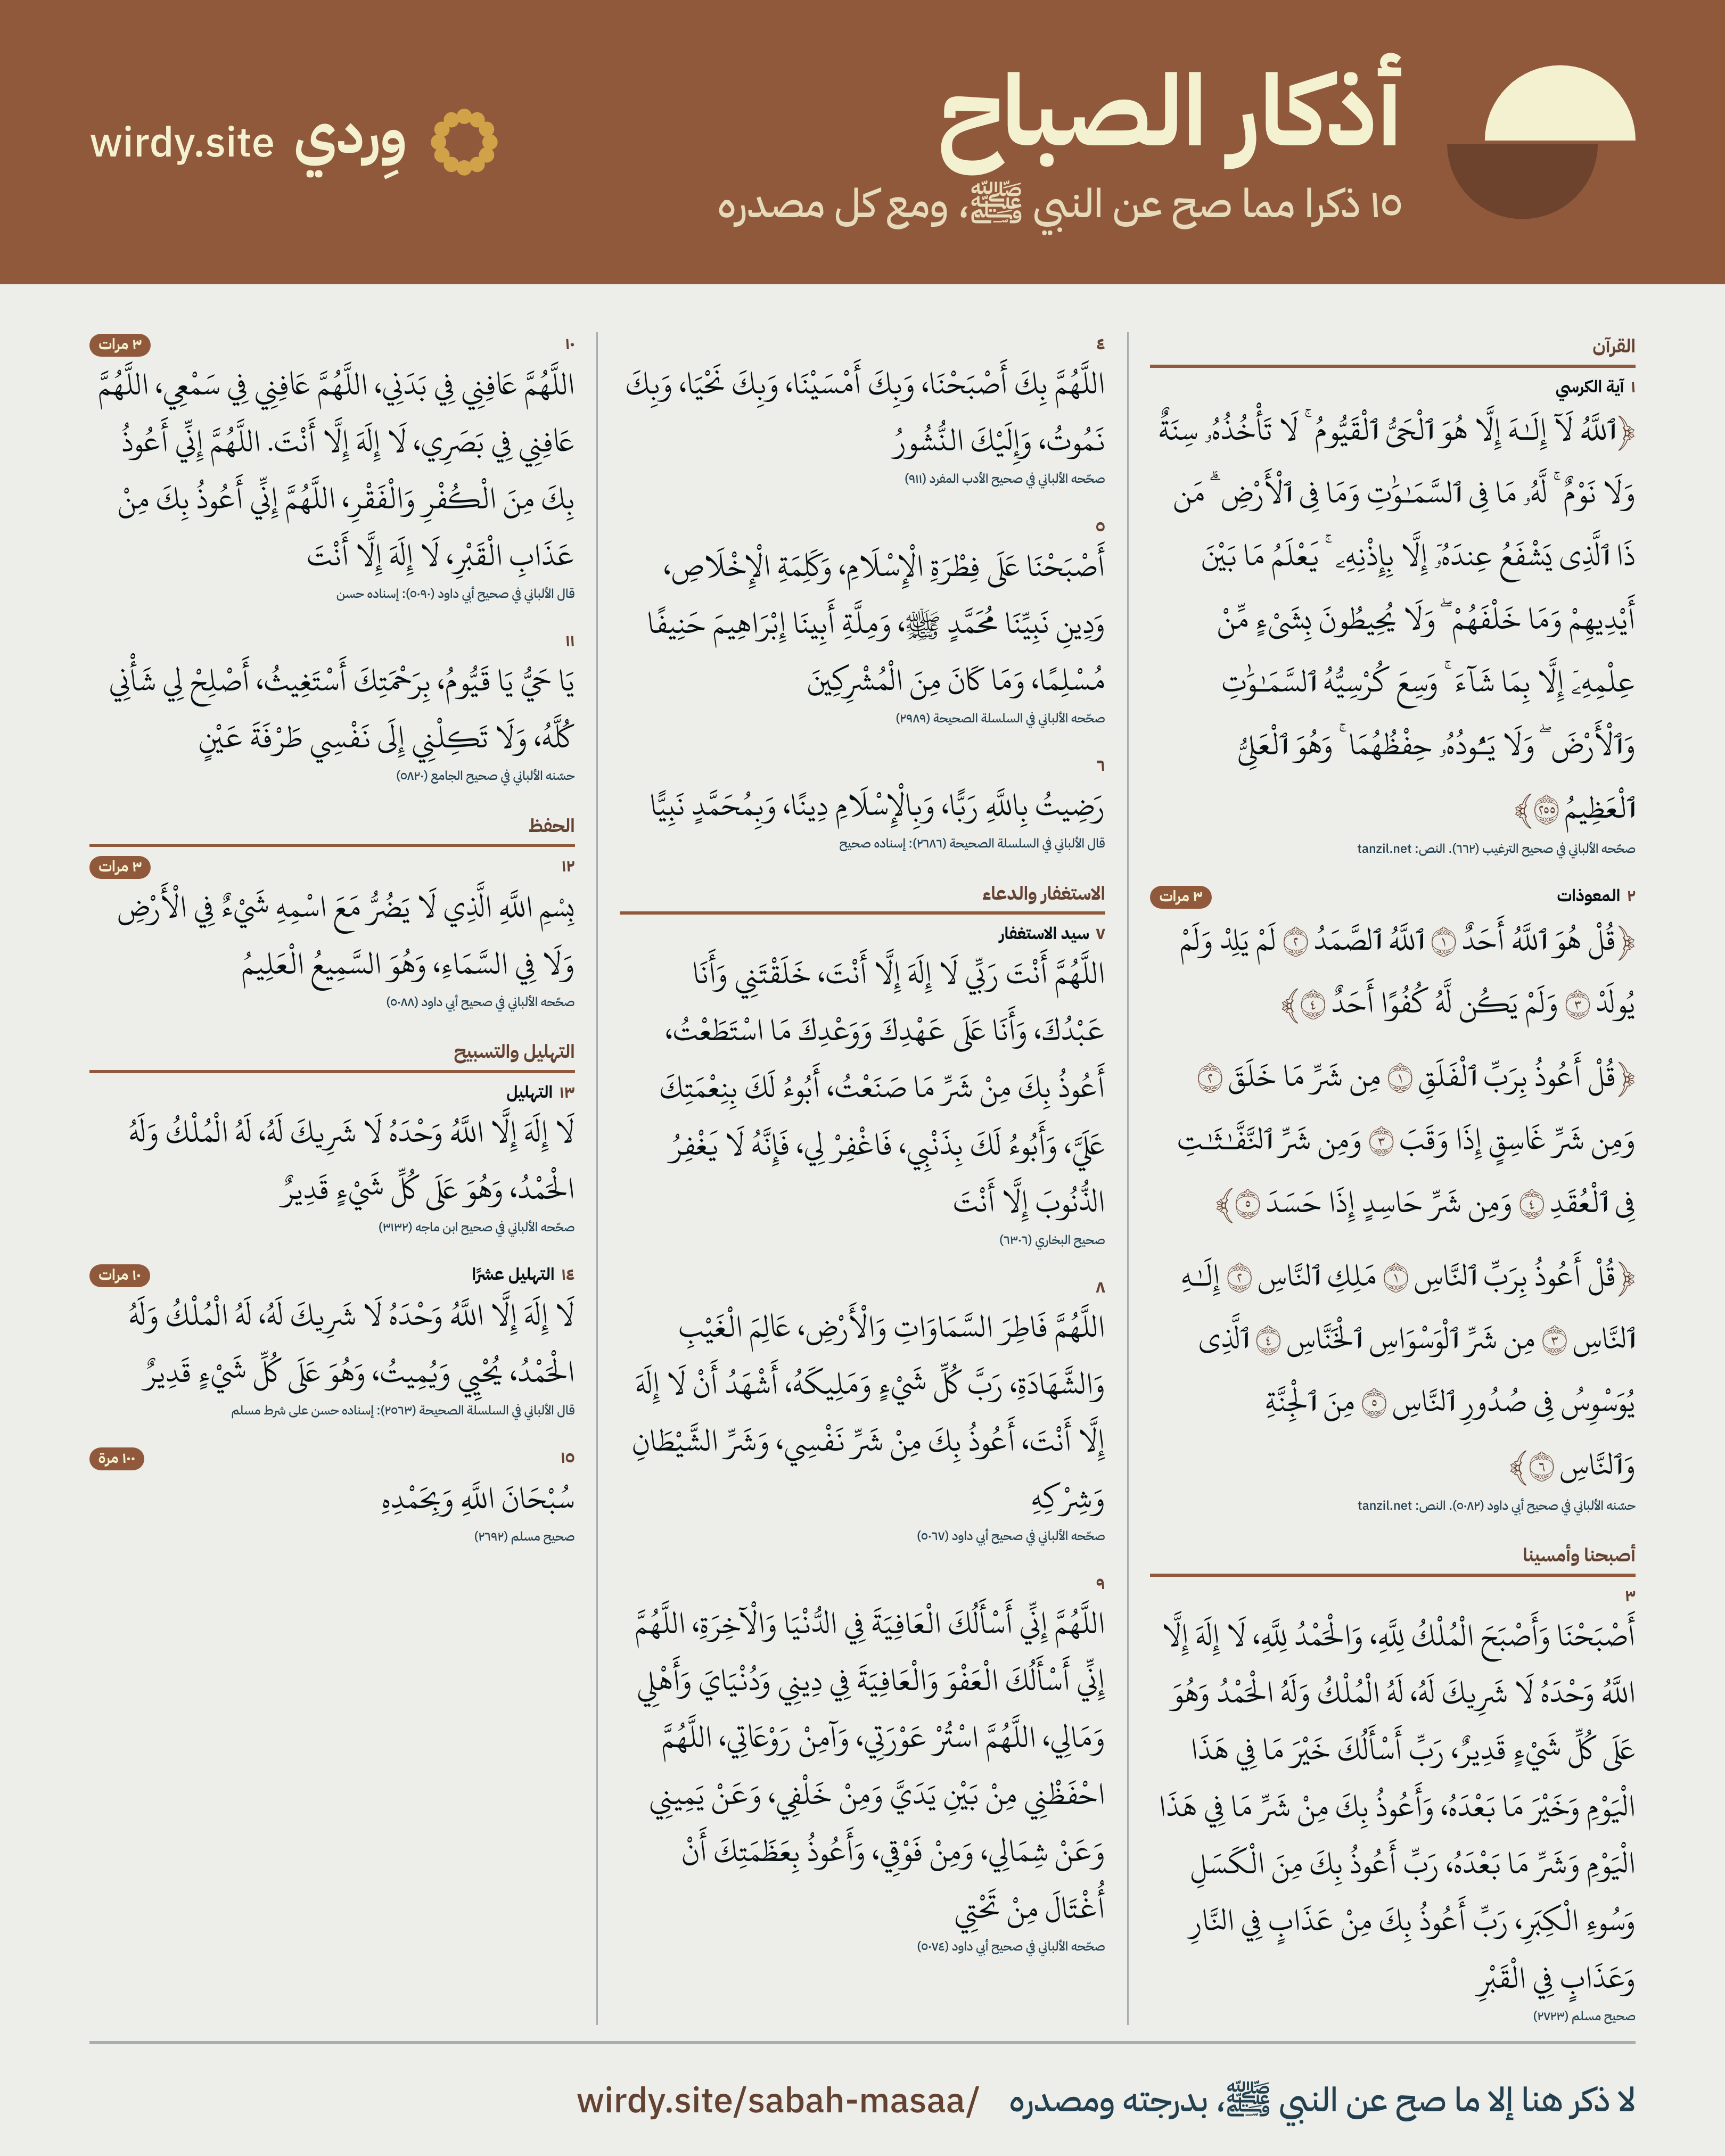 أذكار الصباح
١٥ ذكرا مما صح عن النبي ﷺ، ومع كل مصدره
وِردي wirdy.site
القرآن
١ آية الكرسي
﴿ٱللَّهُ لَآ إِلَـٰهَ إِلَّا هُوَ ٱلْحَىُّ ٱلْقَيُّومُ ۚ لَا تَأْخُذُهُۥ سِنَةٌ
وَلَا نَوْمٌ ۚ لَّهُۥ مَا فِى ٱلسَّمَـٰوَٰتِ وَمَا فِى ٱلْأَرْضِ ۗ مَن
ذَا ٱلَّذِى يَشْفَعُ عِندَهُۥٓ إِلَّا بِإِذْنِهِۦ ۚ يَعْلَمُ مَا بَيْنَ
أَيْدِيهِمْ وَمَا خَلْفَهُمْ ۖ وَلَا يُحِيطُونَ بِشَىْءٍ مِّنْ
عِلْمِهِۦٓ إِلَّا بِمَا شَآءَ ۚ وَسِعَ كُرْسِيُّهُ ٱلسَّمَـٰوَٰتِ
وَٱلْأَرْضَ ۖ وَلَا يَـُٔودُهُۥ حِفْظُهُمَا ۚ وَهُوَ ٱلْعَلِىُّ
ٱلْعَظِيمُ ٢٥٥﴾
صحّحه الألباني في صحيح الترغيب (٦٦٢). النص: tanzil.net
٢ المعوذات ٣ مرات
﴿قُلْ هُوَ ٱللَّهُ أَحَدٌ ١ ٱللَّهُ ٱلصَّمَدُ ٢ لَمْ يَلِدْ وَلَمْ
يُولَدْ ٣ وَلَمْ يَكُن لَّهُۥ كُفُوًا أَحَدٌۢ ٤﴾
﴿قُلْ أَعُوذُ بِرَبِّ ٱلْفَلَقِ ١ مِن شَرِّ مَا خَلَقَ ٢
وَمِن شَرِّ غَاسِقٍ إِذَا وَقَبَ ٣ وَمِن شَرِّ ٱلنَّفَّـٰثَـٰتِ
فِى ٱلْعُقَدِ ٤ وَمِن شَرِّ حَاسِدٍ إِذَا حَسَدَ ٥﴾
﴿قُلْ أَعُوذُ بِرَبِّ ٱلنَّاسِ ١ مَلِكِ ٱلنَّاسِ ٢ إِلَـٰهِ
ٱلنَّاسِ ٣ مِن شَرِّ ٱلْوَسْوَاسِ ٱلْخَنَّاسِ ٤ ٱلَّذِى
يُوَسْوِسُ فِى صُدُورِ ٱلنَّاسِ ٥ مِنَ ٱلْجِنَّةِ
وَٱلنَّاسِ ٦﴾
حسّنه الألباني في صحيح أبي داود (٥٠٨٢). النص: tanzil.net
أصبحنا وأمسينا
٣
أَصْبَحْنَا وَأَصْبَحَ الْمُلْكُ لِلَّهِ، وَالْحَمْدُ لِلَّهِ، لَا إِلَهَ إِلَّا
اللَّهُ وَحْدَهُ لَا شَرِيكَ لَهُ، لَهُ الْمُلْكُ وَلَهُ الْحَمْدُ وَهُوَ
عَلَى كُلِّ شَيْءٍ قَدِيرٌ، رَبِّ أَسْأَلُكَ خَيْرَ مَا فِي هَذَا
الْيَوْمِ وَخَيْرَ مَا بَعْدَهُ، وَأَعُوذُ بِكَ مِنْ شَرِّ مَا فِي هَذَا
الْيَوْمِ وَشَرِّ مَا بَعْدَهُ، رَبِّ أَعُوذُ بِكَ مِنَ الْكَسَلِ
وَسُوءِ الْكِبَرِ، رَبِّ أَعُوذُ بِكَ مِنْ عَذَابٍ فِي النَّارِ
وَعَذَابٍ فِي الْقَبْرِ
صحيح مسلم (٢٧٢٣)
٤
اللَّهُمَّ بِكَ أَصْبَحْنَا، وَبِكَ أَمْسَيْنَا، وَبِكَ نَحْيَا، وَبِكَ
نَمُوتُ، وَإِلَيْكَ النُّشُورُ
صحّحه الألباني في صحيح الأدب المفرد (٩١١)
٥
أَصْبَحْنَا عَلَى فِطْرَةِ الْإِسْلَامِ، وَكَلِمَةِ الْإِخْلَاصِ،
وَدِينِ نَبِيِّنَا مُحَمَّدٍ ﷺ، وَمِلَّةِ أَبِينَا إِبْرَاهِيمَ حَنِيفًا
مُسْلِمًا، وَمَا كَانَ مِنَ الْمُشْرِكِينَ
صحّحه الألباني في السلسلة الصحيحة (٢٩٨٩)
٦
رَضِيتُ بِاللَّهِ رَبًّا، وَبِالْإِسْلَامِ دِينًا، وَبِمُحَمَّدٍ نَبِيًّا
قال الألباني في السلسلة الصحيحة (٢٦٨٦): إسناده صحيح
الاستغفار والدعاء
٧ سيد الاستغفار
اللَّهُمَّ أَنْتَ رَبِّي لَا إِلَهَ إِلَّا أَنْتَ، خَلَقْتَنِي وَأَنَا
عَبْدُكَ، وَأَنَا عَلَى عَهْدِكَ وَوَعْدِكَ مَا اسْتَطَعْتُ،
أَعُوذُ بِكَ مِنْ شَرِّ مَا صَنَعْتُ، أَبُوءُ لَكَ بِنِعْمَتِكَ
عَلَيَّ، وَأَبُوءُ لَكَ بِذَنْبِي، فَاغْفِرْ لِي، فَإِنَّهُ لَا يَغْفِرُ
الذُّنُوبَ إِلَّا أَنْتَ
صحيح البخاري (٦٣٠٦)
٨
اللَّهُمَّ فَاطِرَ السَّمَاوَاتِ وَالْأَرْضِ، عَالِمَ الْغَيْبِ
وَالشَّهَادَةِ، رَبَّ كُلِّ شَيْءٍ وَمَلِيكَهُ، أَشْهَدُ أَنْ لَا إِلَهَ
إِلَّا أَنْتَ، أَعُوذُ بِكَ مِنْ شَرِّ نَفْسِي، وَشَرِّ الشَّيْطَانِ
وَشِرْكِهِ
صحّحه الألباني في صحيح أبي داود (٥٠٦٧)
٩
اللَّهُمَّ إِنِّي أَسْأَلُكَ الْعَافِيَةَ فِي الدُّنْيَا وَالْآخِرَةِ، اللَّهُمَّ
إِنِّي أَسْأَلُكَ الْعَفْوَ وَالْعَافِيَةَ فِي دِينِي وَدُنْيَايَ وَأَهْلِي
وَمَالِي، اللَّهُمَّ اسْتُرْ عَوْرَتِي، وَآمِنْ رَوْعَاتِي، اللَّهُمَّ
احْفَظْنِي مِنْ بَيْنِ يَدَيَّ وَمِنْ خَلْفِي، وَعَنْ يَمِينِي
وَعَنْ شِمَالِي، وَمِنْ فَوْقِي، وَأَعُوذُ بِعَظَمَتِكَ أَنْ
أُغْتَالَ مِنْ تَحْتِي
صحّحه الألباني في صحيح أبي داود (٥٠٧٤)
١٠ ٣ مرات
اللَّهُمَّ عَافِنِي فِي بَدَنِي، اللَّهُمَّ عَافِنِي فِي سَمْعِي، اللَّهُمَّ
عَافِنِي فِي بَصَرِي، لَا إِلَهَ إِلَّا أَنْتَ. اللَّهُمَّ إِنِّي أَعُوذُ
بِكَ مِنَ الْكُفْرِ وَالْفَقْرِ، اللَّهُمَّ إِنِّي أَعُوذُ بِكَ مِنْ
عَذَابِ الْقَبْرِ، لَا إِلَهَ إِلَّا أَنْتَ
قال الألباني في صحيح أبي داود (٥٠٩٠): إسناده حسن
١١
يَا حَيُّ يَا قَيُّومُ، بِرَحْمَتِكَ أَسْتَغِيثُ، أَصْلِحْ لِي شَأْنِي
كُلَّهُ، وَلَا تَكِلْنِي إِلَى نَفْسِي طَرْفَةَ عَيْنٍ
حسّنه الألباني في صحيح الجامع (٥٨٢٠)
الحفظ
١٢ ٣ مرات
بِسْمِ اللَّهِ الَّذِي لَا يَضُرُّ مَعَ اسْمِهِ شَيْءٌ فِي الْأَرْضِ
وَلَا فِي السَّمَاءِ، وَهُوَ السَّمِيعُ الْعَلِيمُ
صحّحه الألباني في صحيح أبي داود (٥٠٨٨)
التهليل والتسبيح
١٣ التهليل
لَا إِلَهَ إِلَّا اللَّهُ وَحْدَهُ لَا شَرِيكَ لَهُ، لَهُ الْمُلْكُ وَلَهُ
الْحَمْدُ، وَهُوَ عَلَى كُلِّ شَيْءٍ قَدِيرٌ
صحّحه الألباني في صحيح ابن ماجه (٣١٣٢)
١٤ التهليل عشرًا ١٠ مرات
لَا إِلَهَ إِلَّا اللَّهُ وَحْدَهُ لَا شَرِيكَ لَهُ، لَهُ الْمُلْكُ وَلَهُ
الْحَمْدُ، يُحْيِي وَيُمِيتُ، وَهُوَ عَلَى كُلِّ شَيْءٍ قَدِيرٌ
قال الألباني في السلسلة الصحيحة (٢٥٦٣): إسناده حسن على شرط مسلم
١٥ ١٠٠ مرة
سُبْحَانَ اللَّهِ وَبِحَمْدِهِ
صحيح مسلم (٢٦٩٢)
لا ذكر هنا إلا ما صح عن النبي ﷺ، بدرجته ومصدره wirdy.site/sabah-masaa/